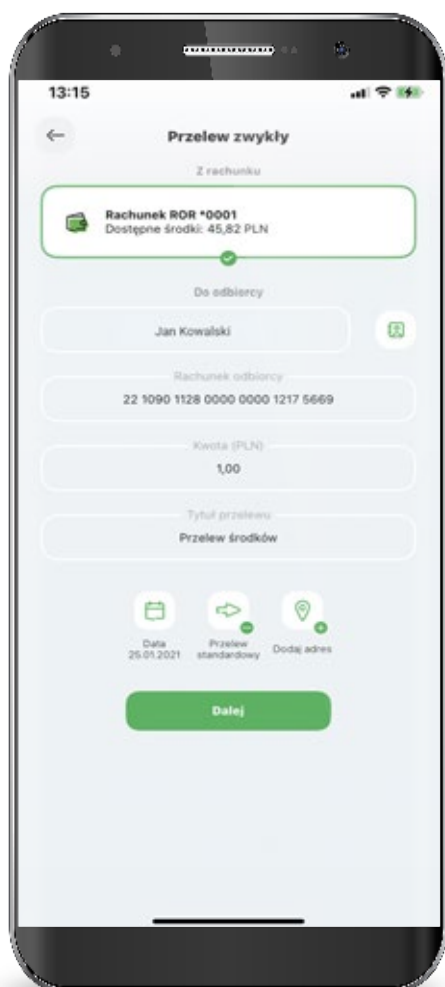 13:15
Przelew zwykły
Z rachunku
Rachunek ROR *0001
Dostępne środki: 45,82 PLN
Do odbiorcy
Jan Kowalski
Rachunek odbiorcy
22 1090 1128 0000 0000 1217 5669
Kwota (PLN)
1,00
Tytuł przelewu
Przelew środków
Data
25.01.2021
Przelew
standardowy
Dodaj adres
Dalej